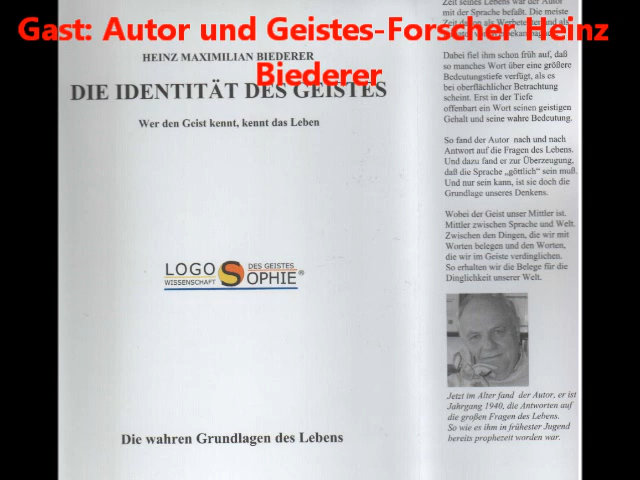 Gast: Autor und Geistes-Forscher Heinz
Biederer
HEINZ MAXIMILIAN BIEDERER
DIE IDENTITÄT DES GEISTES
Wer den Geist kennt, kennt das Leben
LOGO SOPHIE®
WISSENSCHAFT DES GEISTES
Die wahren Grundlagen des Lebens
Zeit seines Lebens war der Autor
mit der Sprache befaßt. Die meiste
Zeit
Dabei fiel ihm schon früh auf, daß
so manches Wort über eine größere
Bedeutungstiefe verfügt, als es
bei oberflächlicher Betrachtung
scheint. Erst in der Tiefe
offenbart ein Wort seinen geistigen
Gehalt und seine wahre Bedeutung.
So fand der Autor nach und nach
Antwort auf die Fragen des Lebens.
Und dazu fand er zur Überzeugung,
daß die Sprache „göttlich“ sein muß.
Und nur sein kann, ist sie doch die
Grundlage unseres Denkens.
Wobei der Geist unser Mittler ist.
Mittler zwischen Sprache und Welt.
Zwischen den Dingen, die wir mit
Worten belegen und den Worten,
die wir im Geiste verdinglichen.
So erhalten wir die Belege für die
Dinglichkeit unserer Welt.
Jetzt im Alter fand der Autor, er ist
Jahrgang 1940, die Antworten auf
die großen Fragen des Lebens.
So wie es ihm in frühester Jugend
bereits prophezeit worden war.